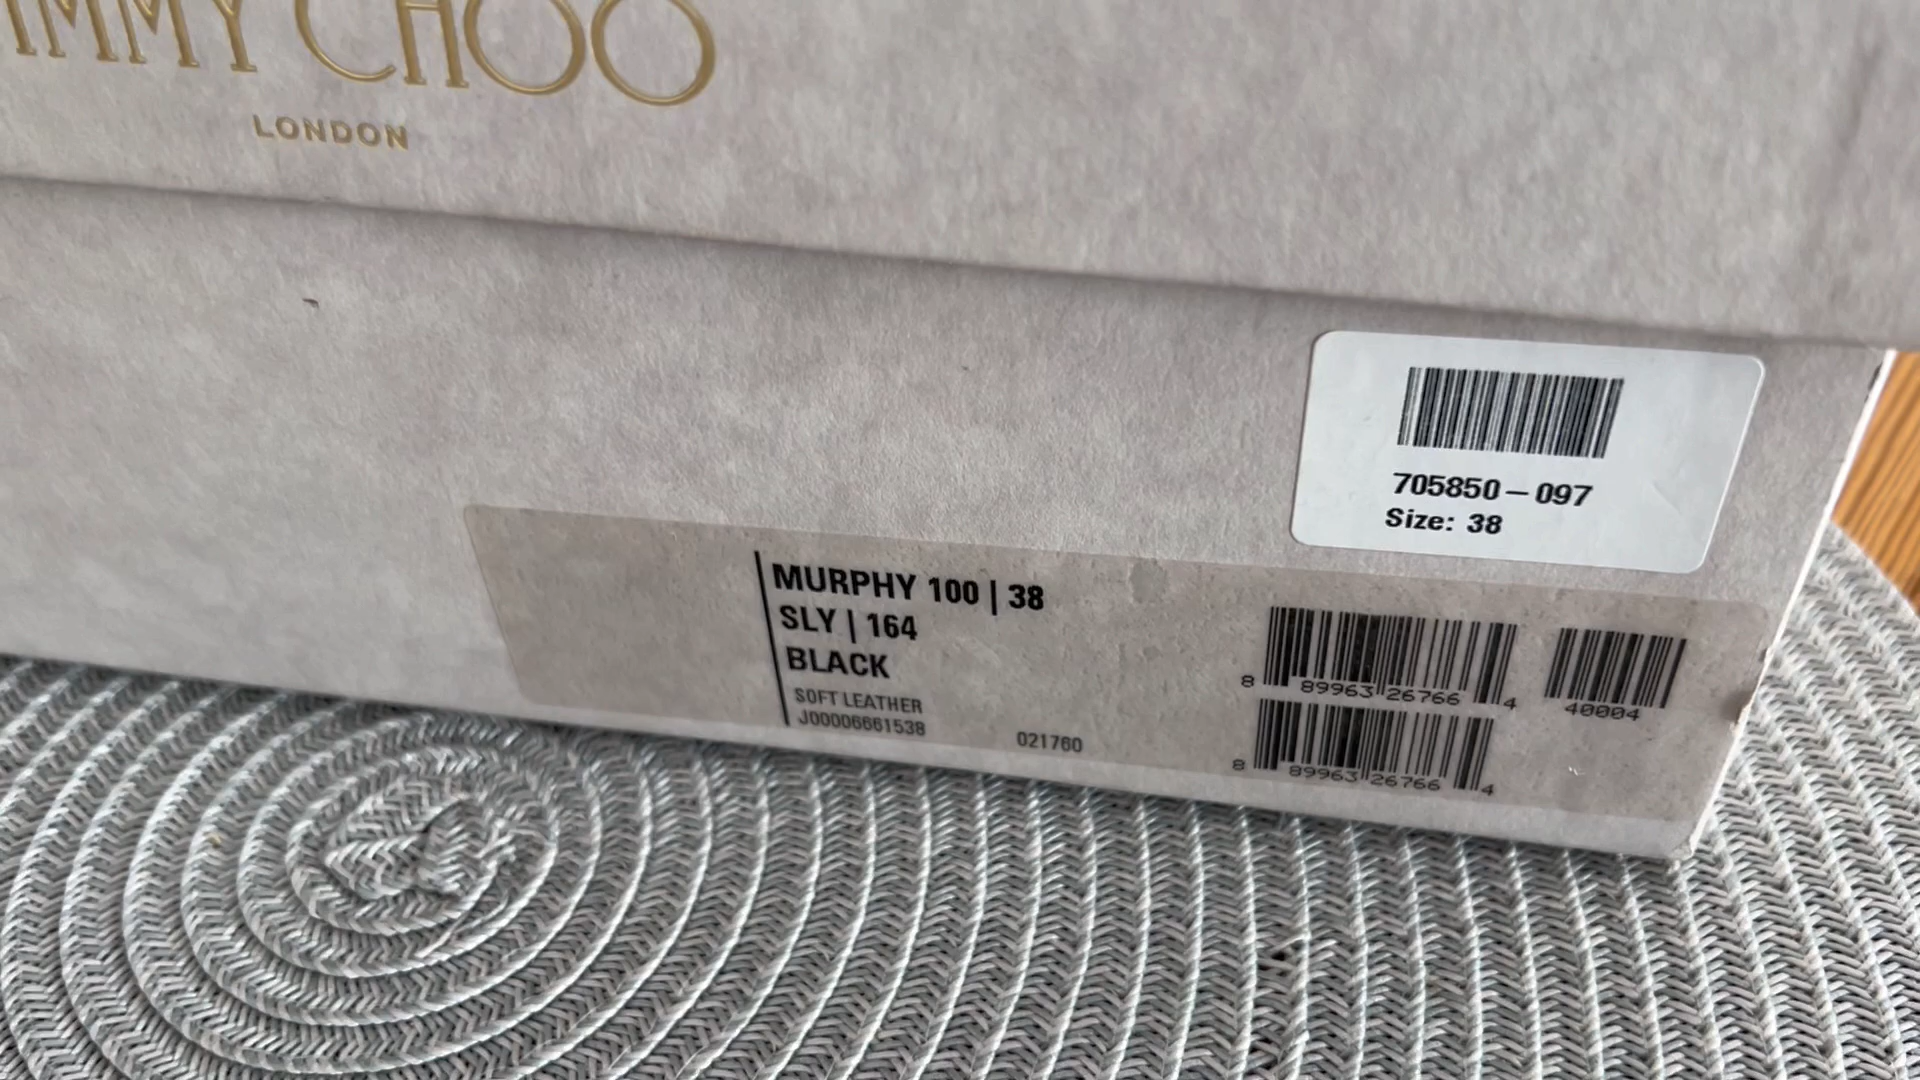 IMMY CHOO
LONDON
705850-097
Size: 38
MURPHY 100 | 38
SLY | 164
BLACK
SOFT LEATHER
J00006661538
021760
8 89963 26766 4
40004
8 89963 26766 4